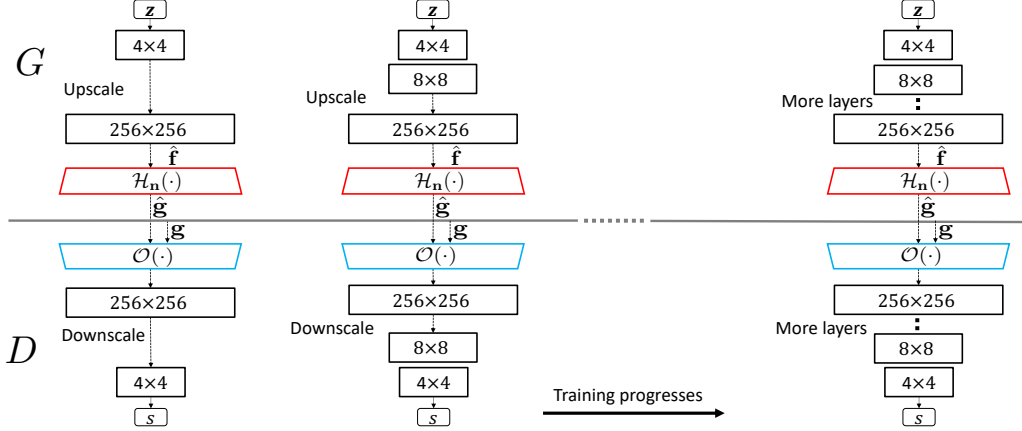 z z z
4×4 4×4 4×4
G
8×8 8×8
Upscale Upscale More layers
256×256 256×256 256×256
f̂ f̂ f̂
ℋₙ(·) ℋₙ(·) ℋₙ(·)
ĝ ĝ ĝ
g g g
𝒪(·) 𝒪(·) 𝒪(·)
256×256 256×256 256×256
Downscale Downscale More layers
D
8×8 8×8
4×4 4×4 4×4
Training progresses
s s s